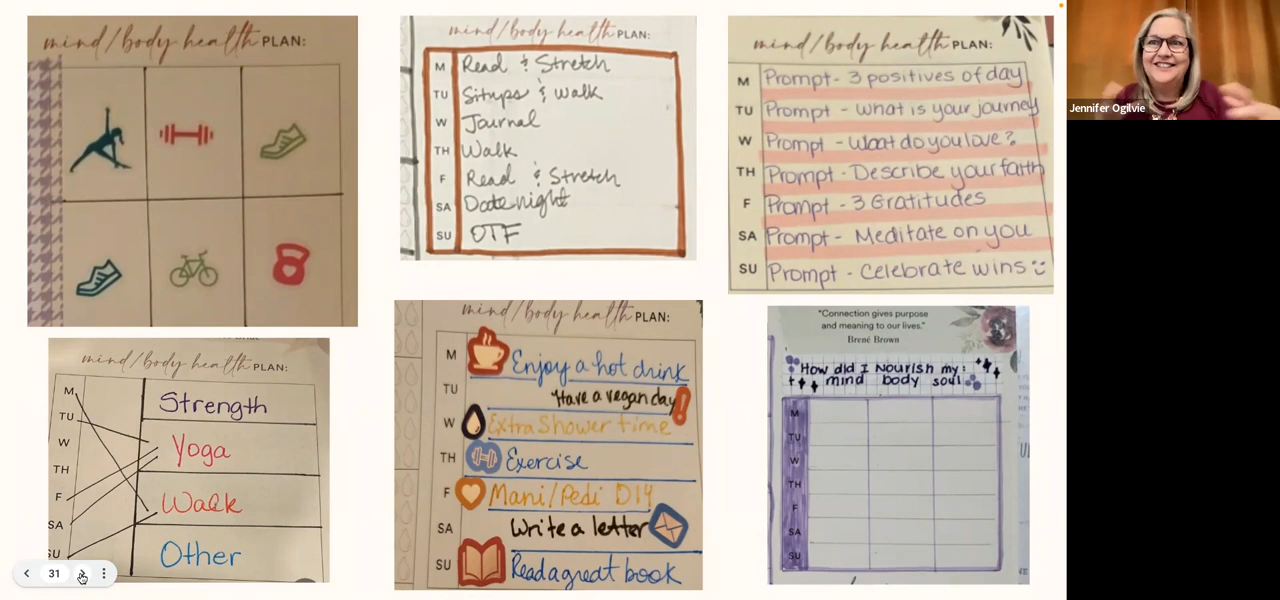 mind/body health PLAN:
mind/body health PLAN:
M Read & Stretch
TU Situps & Walk
W Journal
TH Walk
F Read & Stretch
SA Date night
SU OTF
mind/body health PLAN:
M Prompt - 3 positives of day
TU Prompt - what is your journey
W Prompt - What do you love?
TH Prompt - Describe your faith
F Prompt - 3 Gratitudes
SA Prompt - Meditate on you
SU Prompt - Celebrate wins
Jennifer Ogilvie
mind/body health PLAN:
M
TU
W
TH
F
SA
SU
Strength
Yoga
Walk
Other
mind/body health PLAN:
M Enjoy a hot drink
TU Have a vegan day
W Extra Shower time
TH Exercise
F Mani/Pedi DIY
SA Write a letter
SU Read a great book
"Connection gives purpose
and meaning to our lives."
Brené Brown
How did I Nourish my:
mind body soul
M
TU
W
TH
F
SA
SU
31